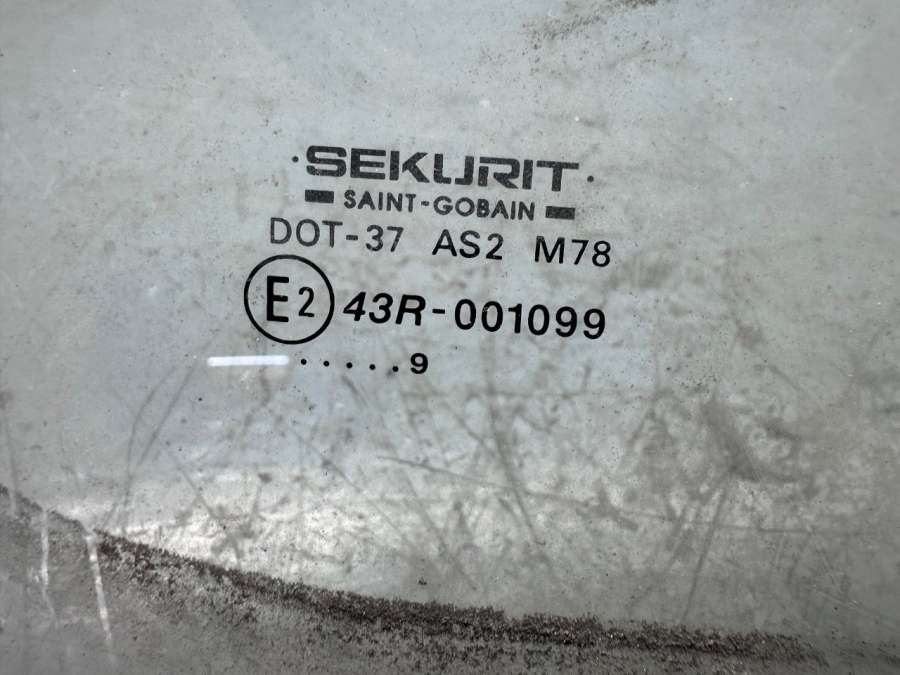 ·SEKURIT·
SAINT-GOBAIN
DOT-37 AS2 M78
E2 43R-001099
.....9